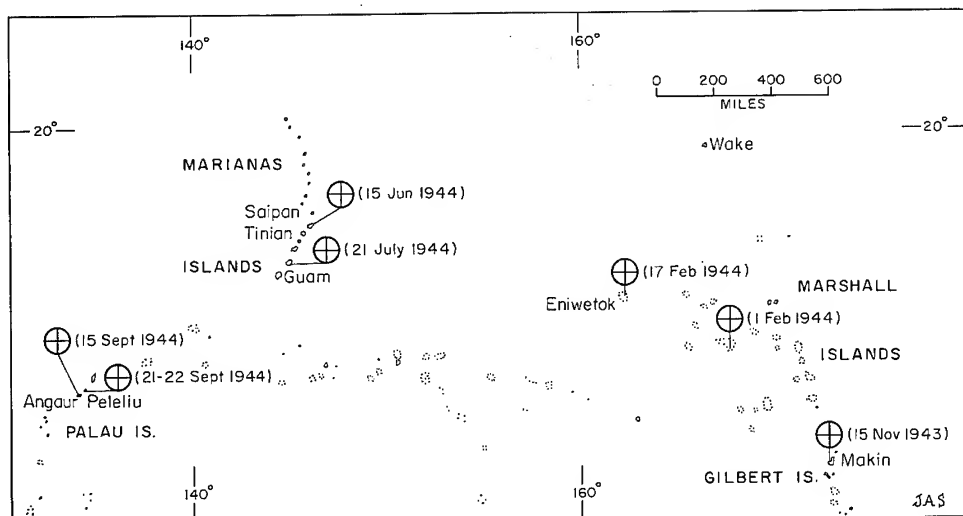 140°
160°
0 200 400 600
MILES
20°
20°
Wake
MARIANAS
(15 Jun 1944)
Saipan
Tinian
(21 July 1944)
ISLANDS
Guam
(17 Feb 1944)
Eniwetok
MARSHALL
(1 Feb 1944)
(15 Sept 1944)
ISLANDS
(21-22 Sept 1944)
Angaur Peleliu
PALAU IS.
(15 Nov 1943)
Makin
GILBERT IS.
140°
160°
JAS